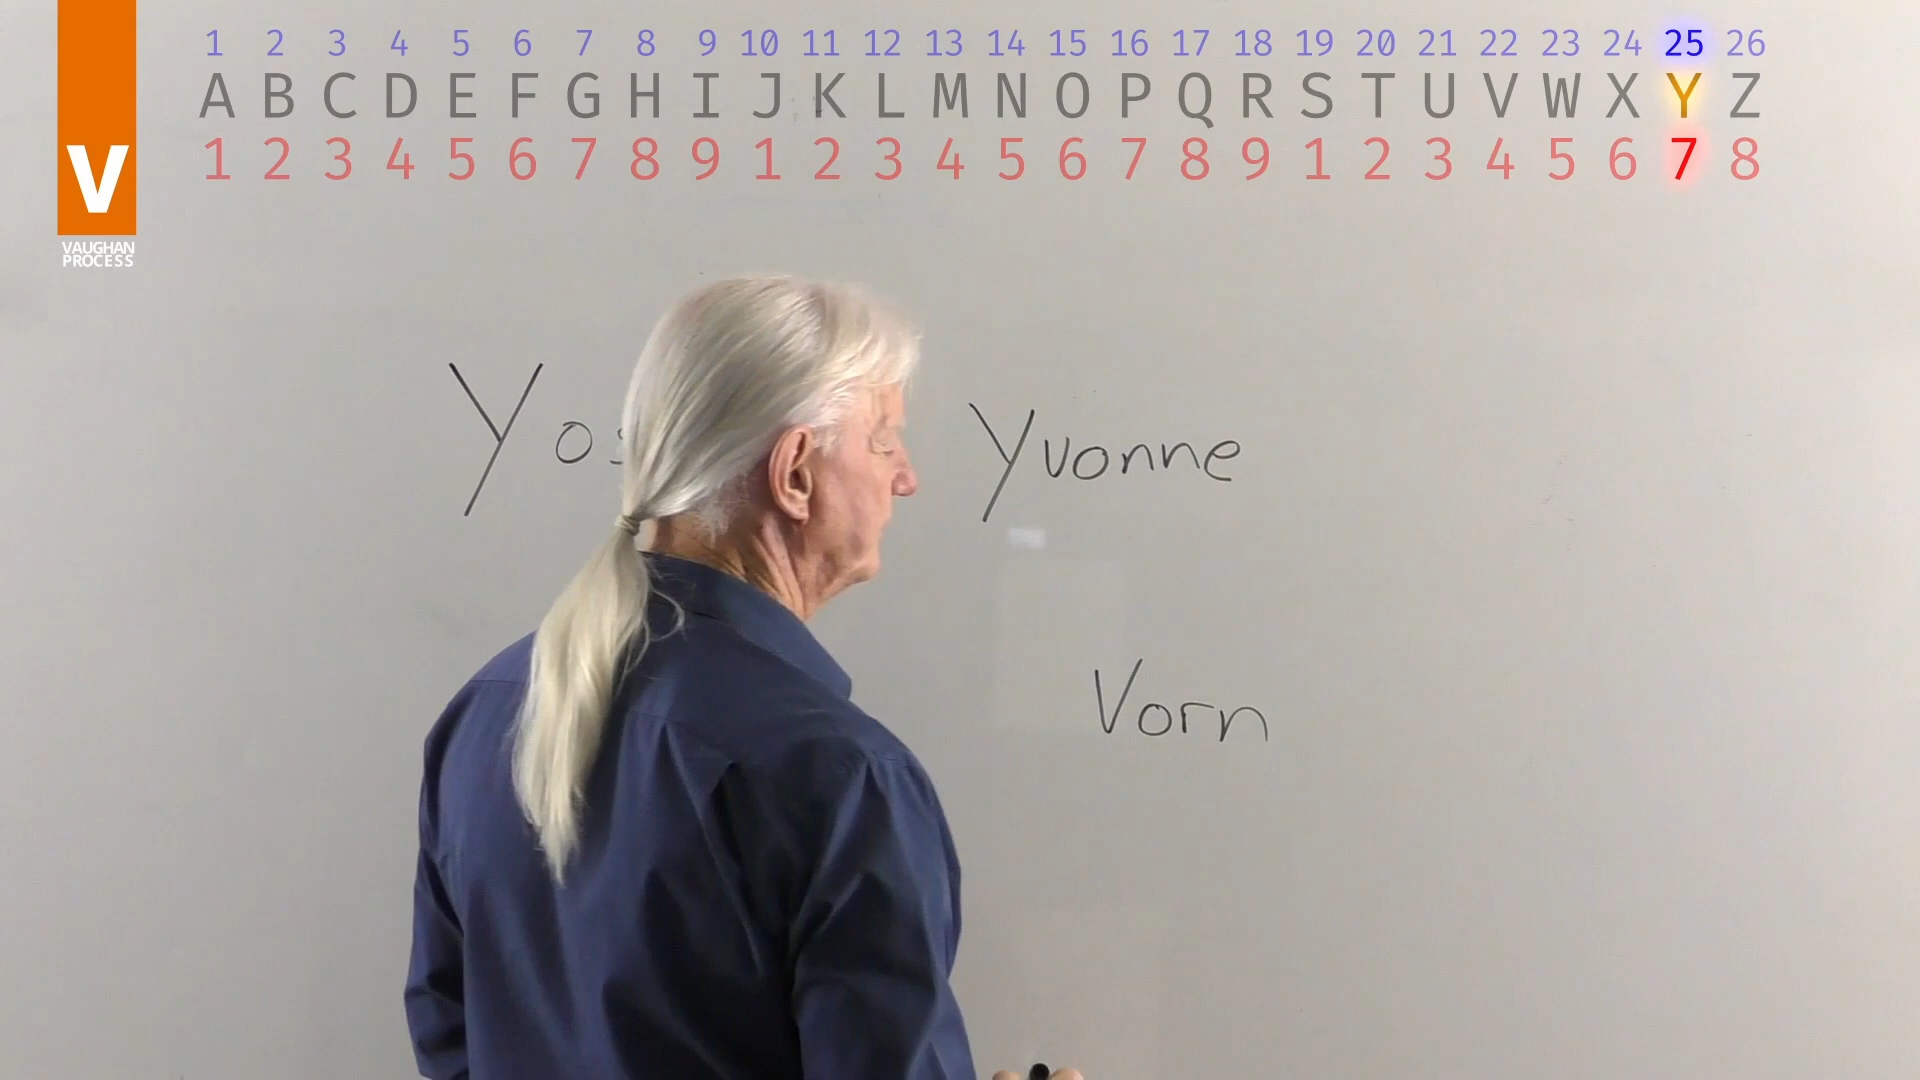 1 2 3 4 5 6 7 8 9 10 11 12 13 14 15 16 17 18 19 20 21 22 23 24 25 26
A B C D E F G H I J K L M N O P Q R S T U V W X Y Z
1 2 3 4 5 6 7 8 9 1 2 3 4 5 6 7 8 9 1 2 3 4 5 6 7 8
V
VAUGHAN
PROCESS
Yvonne
Vorn